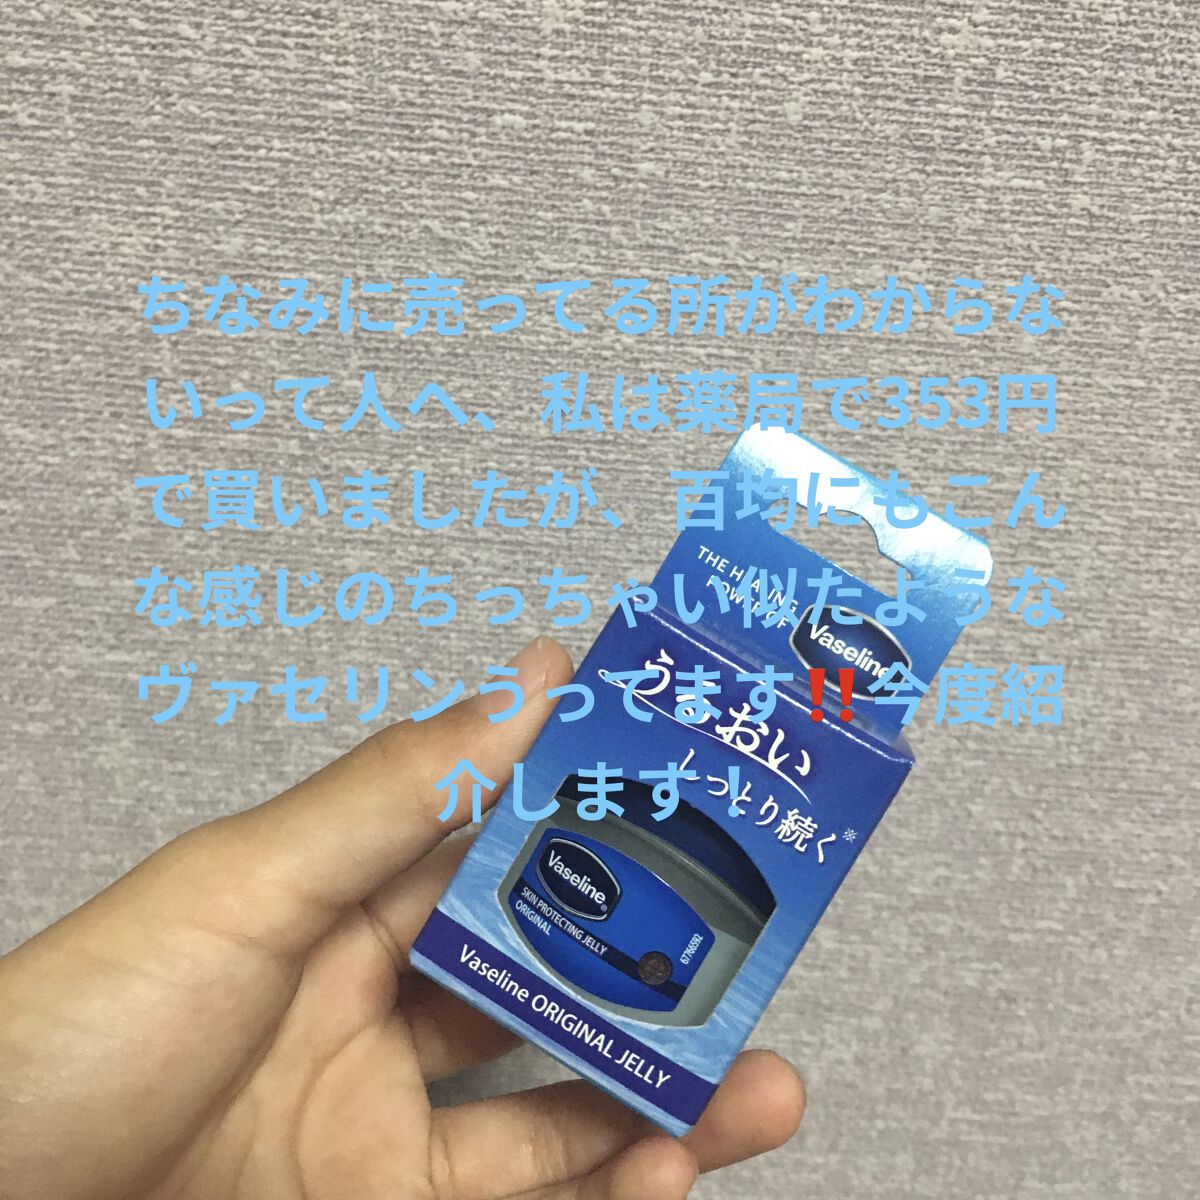 ちなみに売ってる所がわからな
いって人へ、私は薬局で353円
で買いましたが、百均にもこん
な感じのちっちゃい似たような
ヴァセリンうってます‼️今度紹
介します！
THE HEALING
POWER OF
Vaseline
うるおい
しっとり続く※
Vaseline®
SKIN PROTECTING JELLY
ORIGINAL
67766592
Vaseline ORIGINAL JELLY